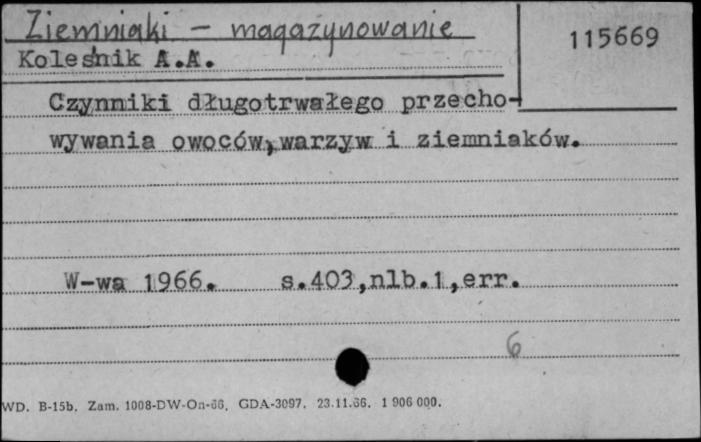 Ziemniaki - magazynowanie
115669
Koleśnik A.A.
Czynniki długotrwałego przecho-
wywania owoców,warzyw i ziemniaków.
W-wa 1966. s.403,nlb.1,err.
6
WD. B-15b. Zam. 1008-DW-On-66. GDA-3097. 23.11.66. 1 906 000.